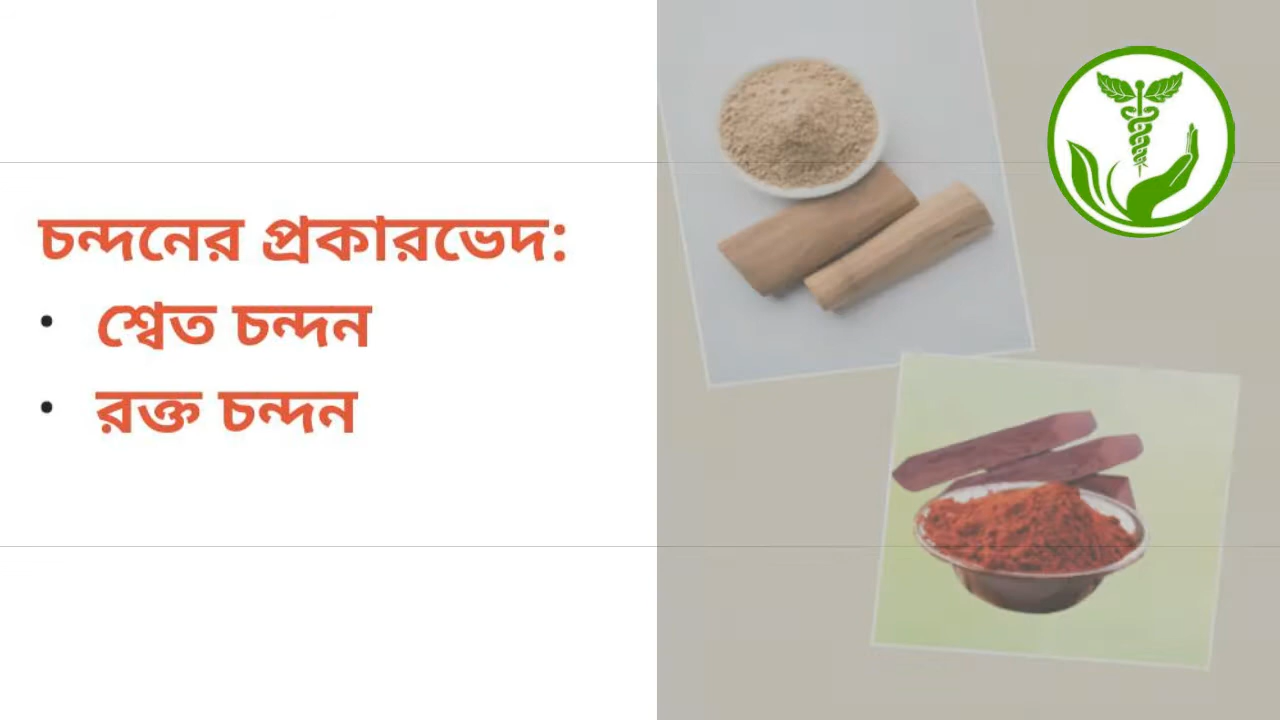 চন্দনের প্রকারভেদ:
• শ্বেত চন্দন
• রক্ত চন্দন